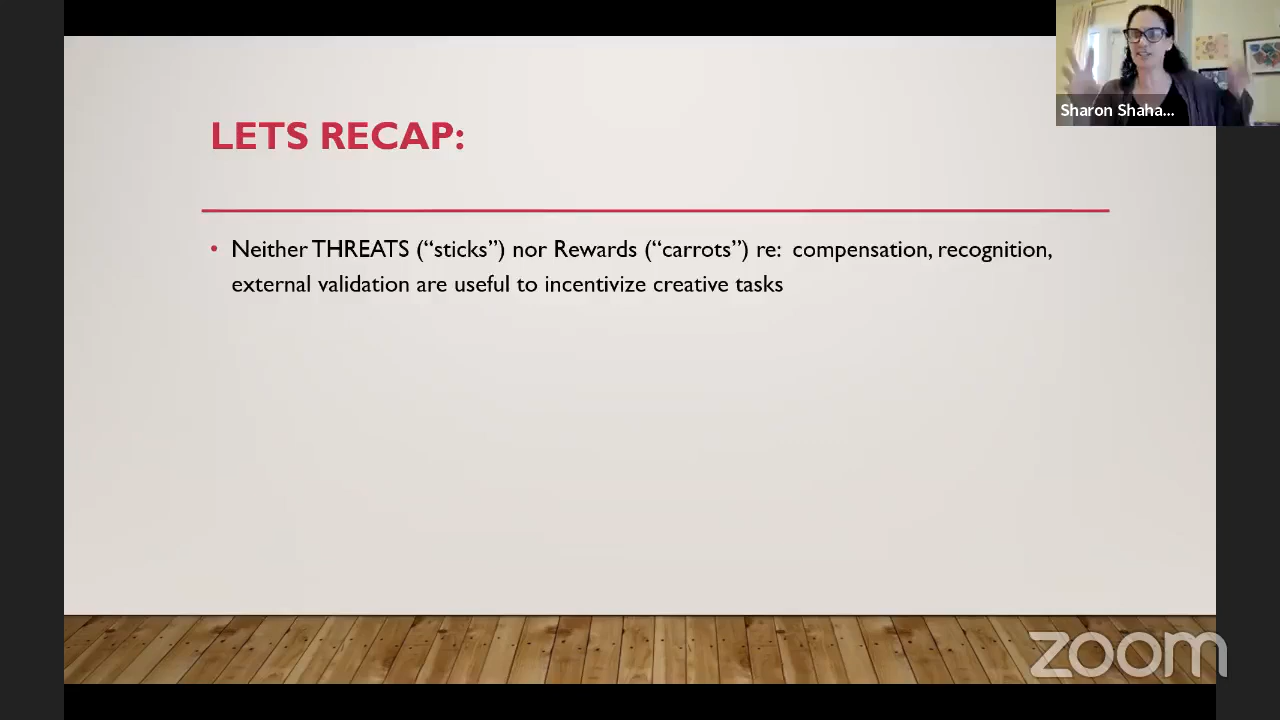 Sharon Shaha...
LETS RECAP:
• Neither THREATS (“sticks”) nor Rewards (“carrots”) re:  compensation, recognition,
external validation are useful to incentivize creative tasks
zoom